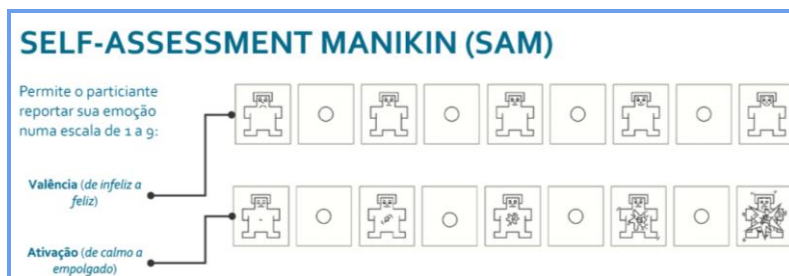 SELF-ASSESSMENT MANIKIN (SAM)
Permite o particiante
reportar sua emoção
numa escala de 1 a 9:
Valência (de infeliz a
feliz)
Ativação (de calmo a
empolgado)